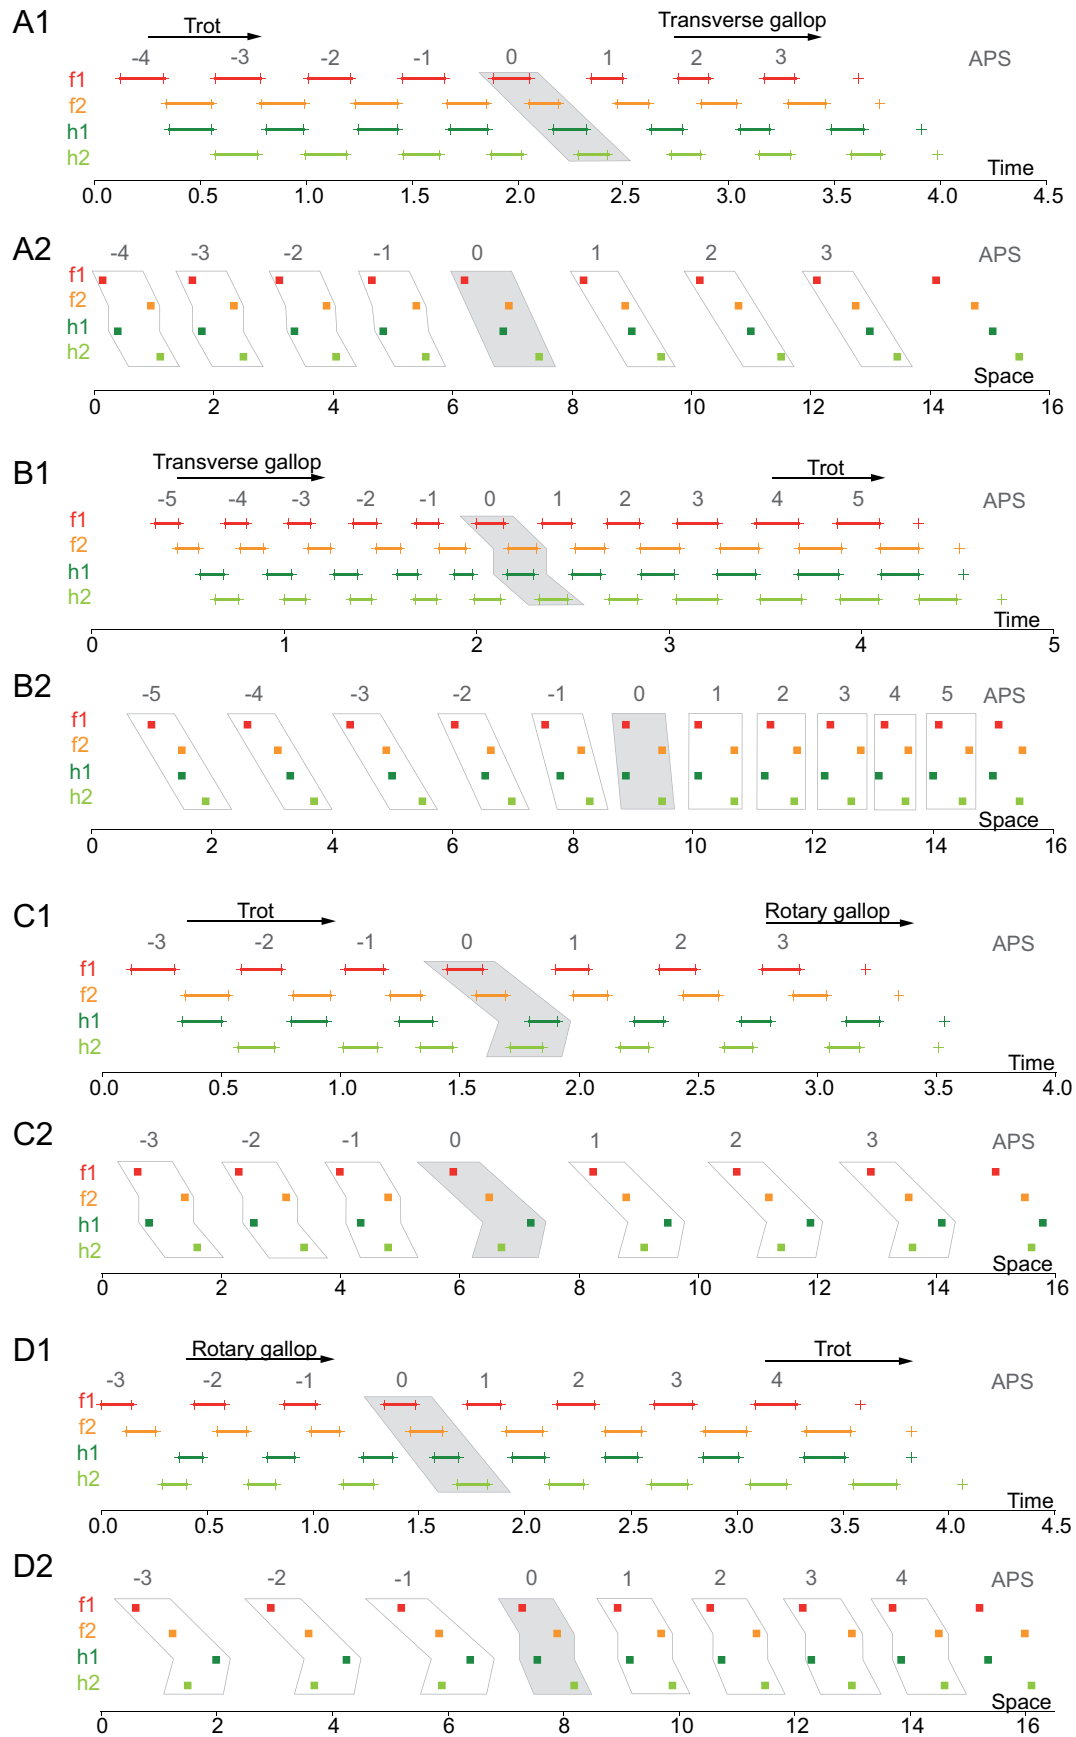 A1
Trot
Transverse gallop
-4 -3 -2 -1 0 1 2 3 APS
f1
f2
h1
h2
Time
0.0 0.5 1.0 1.5 2.0 2.5 3.0 3.5 4.0 4.5
A2
-4 -3 -2 -1 0 1 2 3 APS
f1
f2
h1
h2
Space
0 2 4 6 8 10 12 14 16
B1
Transverse gallop
Trot
-5 -4 -3 -2 -1 0 1 2 3 4 5 APS
f1
f2
h1
h2
Time
0 1 2 3 4 5
B2
-5 -4 -3 -2 -1 0 1 2 3 4 5 APS
f1
f2
h1
h2
Space
0 2 4 6 8 10 12 14 16
C1
Trot
Rotary gallop
-3 -2 -1 0 1 2 3 APS
f1
f2
h1
h2
Time
0.0 0.5 1.0 1.5 2.0 2.5 3.0 3.5 4.0
C2
-3 -2 -1 0 1 2 3 APS
f1
f2
h1
h2
Space
0 2 4 6 8 10 12 14 16
D1
Rotary gallop
Trot
-3 -2 -1 0 1 2 3 4 APS
f1
f2
h1
h2
Time
0.0 0.5 1.0 1.5 2.0 2.5 3.0 3.5 4.0 4.5
D2
-3 -2 -1 0 1 2 3 4 APS
f1
f2
h1
h2
Space
0 2 4 6 8 10 12 14 16